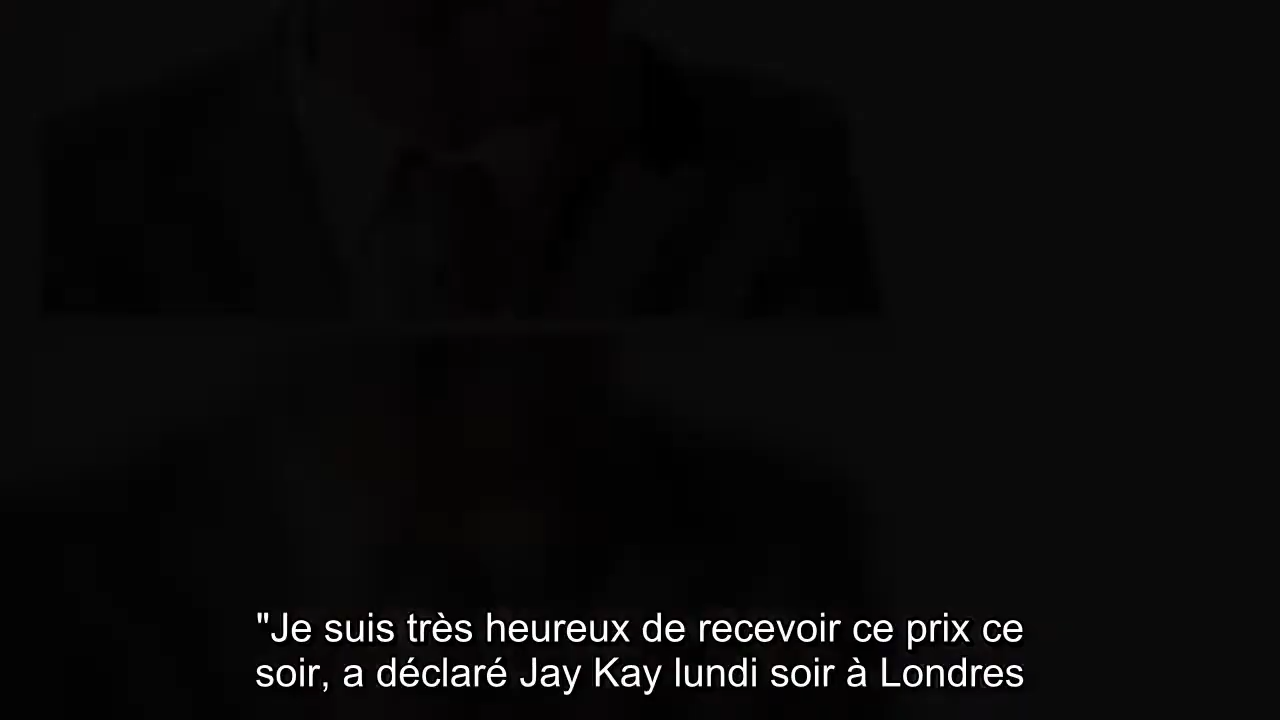 "Je suis très heureux de recevoir ce prix ce
soir, a déclaré Jay Kay lundi soir à Londres